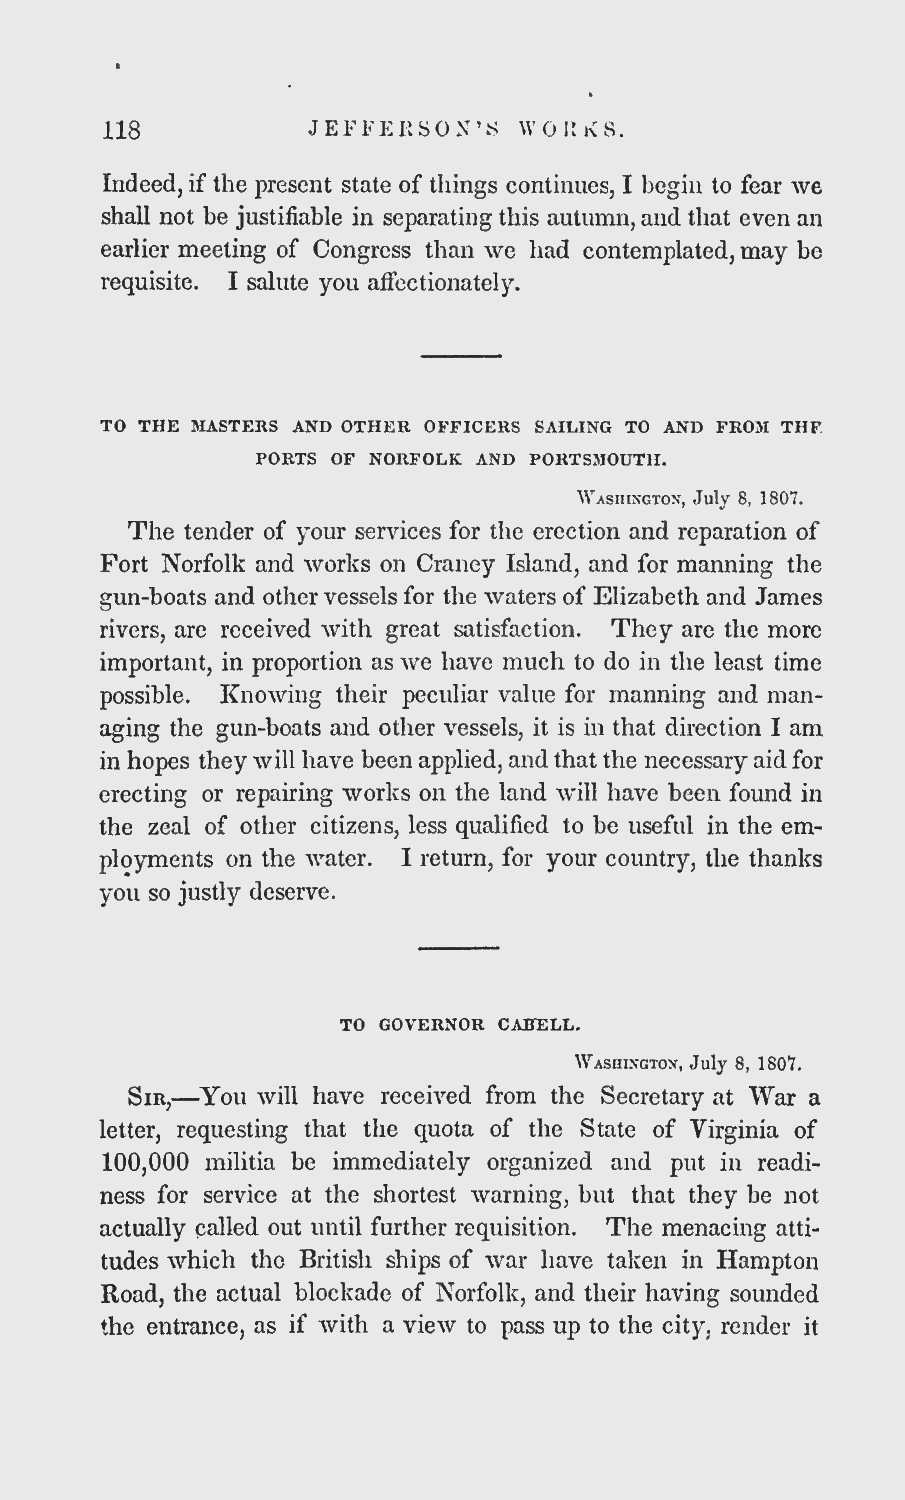 118 JEFFERSON'S WORKS.
Indeed, if the present state of things continues, I begin to fear we
shall not be justifiable in separating this autumn, and that even an
earlier meeting of Congress than we had contemplated, may be
requisite. I salute you affectionately.
TO THE MASTERS AND OTHER OFFICERS SAILING TO AND FROM THE
PORTS OF NORFOLK AND PORTSMOUTH.
WASHINGTON, July 8, 1807.
The tender of your services for the erection and reparation of
Fort Norfolk and works on Craney Island, and for manning the
gun-boats and other vessels for the waters of Elizabeth and James
rivers, are received with great satisfaction. They are the more
important, in proportion as we have much to do in the least time
possible. Knowing their peculiar value for manning and man-
aging the gun-boats and other vessels, it is in that direction I am
in hopes they will have been applied, and that the necessary aid for
erecting or repairing works on the land will have been found in
the zeal of other citizens, less qualified to be useful in the em-
ployments on the water. I return, for your country, the thanks
you so justly deserve.
TO GOVERNOR CABELL.
WASHINGTON, July 8, 1807.
SIR,—You will have received from the Secretary at War a
letter, requesting that the quota of the State of Virginia of
100,000 militia be immediately organized and put in readi-
ness for service at the shortest warning, but that they be not
actually called out until further requisition. The menacing atti-
tudes which the British ships of war have taken in Hampton
Road, the actual blockade of Norfolk, and their having sounded
the entrance, as if with a view to pass up to the city, render it